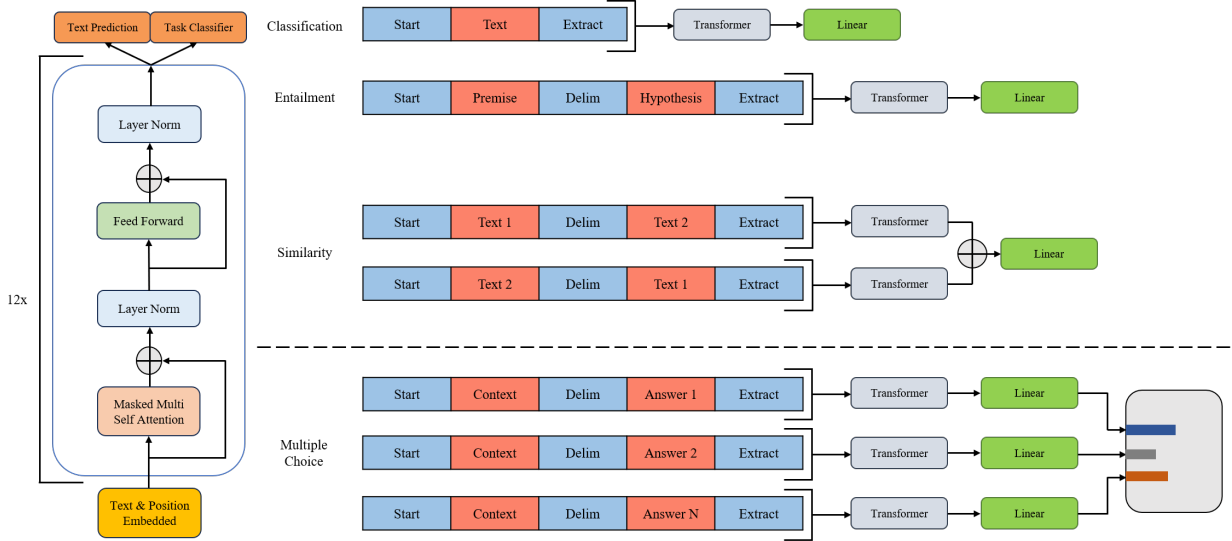 Text Prediction
Task Classifier
Layer Norm
Feed Forward
12x
Layer Norm
Masked Multi
Self Attention
Text & Position
Embedded
Classification
Start
Text
Extract
Transformer
Linear
Entailment
Start
Premise
Delim
Hypothesis
Extract
Transformer
Linear
Similarity
Start
Text 1
Delim
Text 2
Extract
Transformer
Start
Text 2
Delim
Text 1
Extract
Transformer
Linear
Multiple
Choice
Start
Context
Delim
Answer 1
Extract
Transformer
Linear
Start
Context
Delim
Answer 2
Extract
Transformer
Linear
Start
Context
Delim
Answer N
Extract
Transformer
Linear